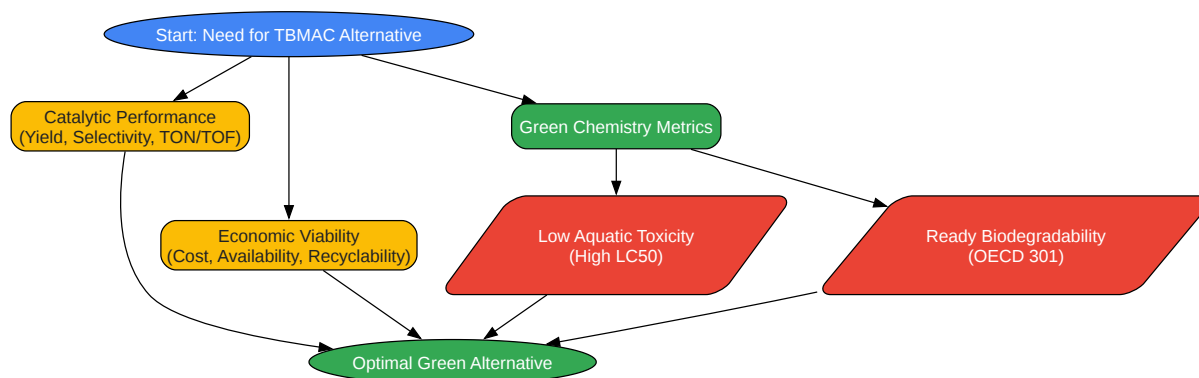 Start: Need for TBMAC Alternative
Catalytic Performance
(Yield, Selectivity, TON/TOF)
Green Chemistry Metrics
Economic Viability
(Cost, Availability, Recyclability)
Low Aquatic Toxicity
(High LC50)
Ready Biodegradability
(OECD 301)
Optimal Green Alternative